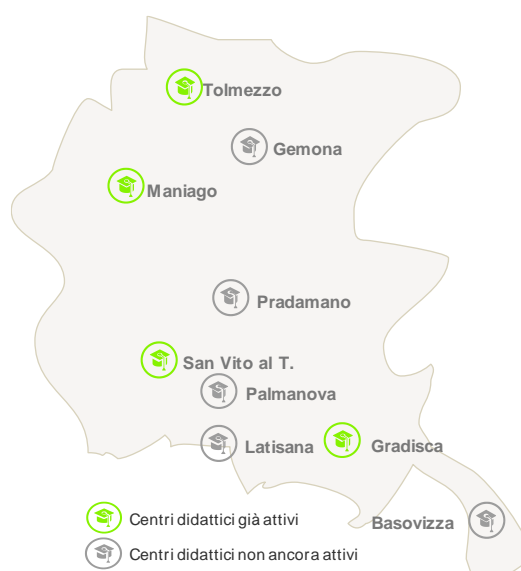 Tolmezzo
Gemona
Maniago
Pradamano
San Vito al T.
Palmanova
Latisana
Gradisca
Basovizza
Centri didattici già attivi
Centri didattici non ancora attivi